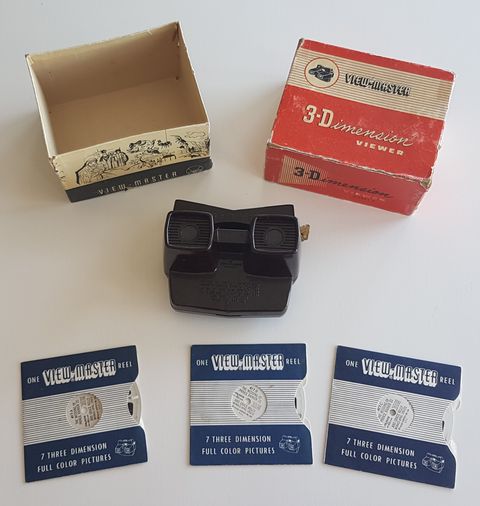 VIEW-MASTER
VIEW-MASTER
3-Dimension
VIEWER
3-Dimension
ONE VIEW-MASTER REEL
7 THREE DIMENSION
FULL COLOR PICTURES
ONE VIEW-MASTER REEL
7 THREE DIMENSION
FULL COLOR PICTURES
ONE VIEW-MASTER REEL
7 THREE DIMENSION
FULL COLOR PICTURES